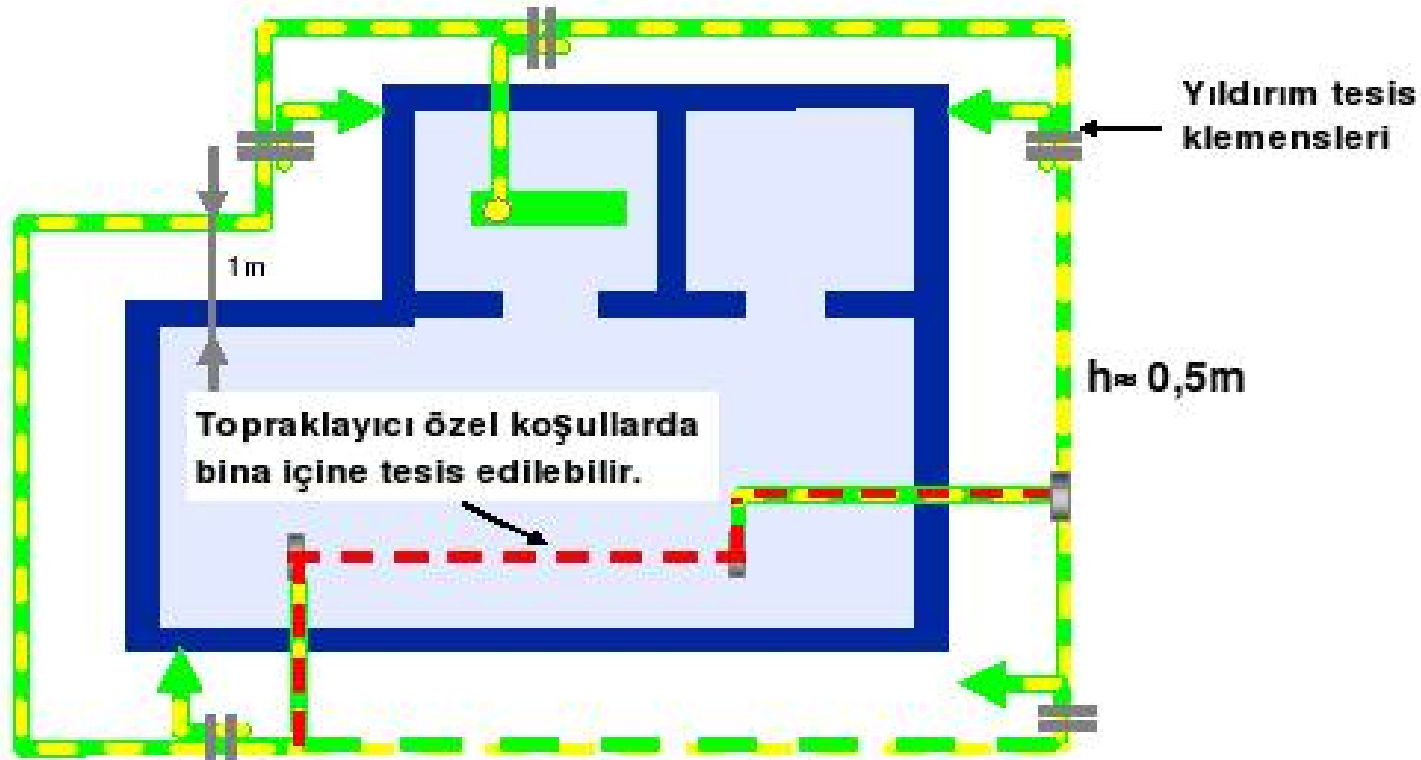 Yıldırım tesis
klemensleri
1m
h≈ 0,5m
Topraklayıcı özel koşullarda
bina içine tesis edilebilir.